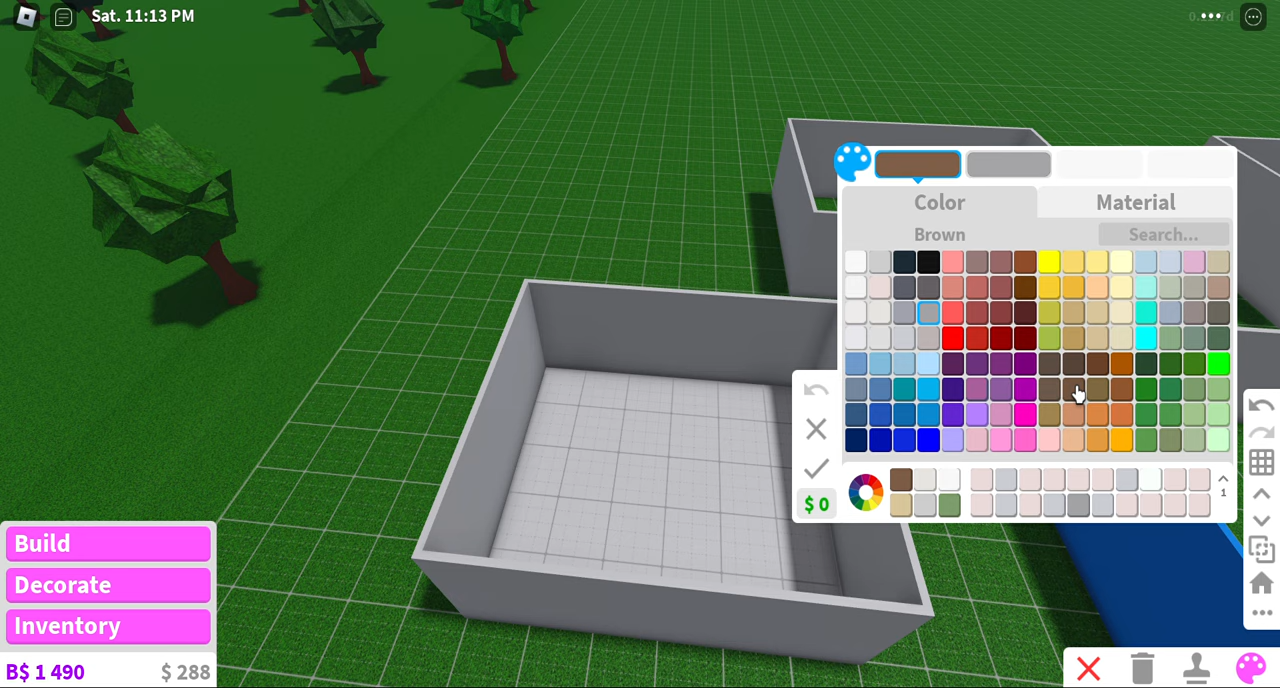 Sat. 11:13 PM
Color
Material
Brown
Search...
1
$ 0
Build
Decorate
Inventory
B$ 1 490
$ 288